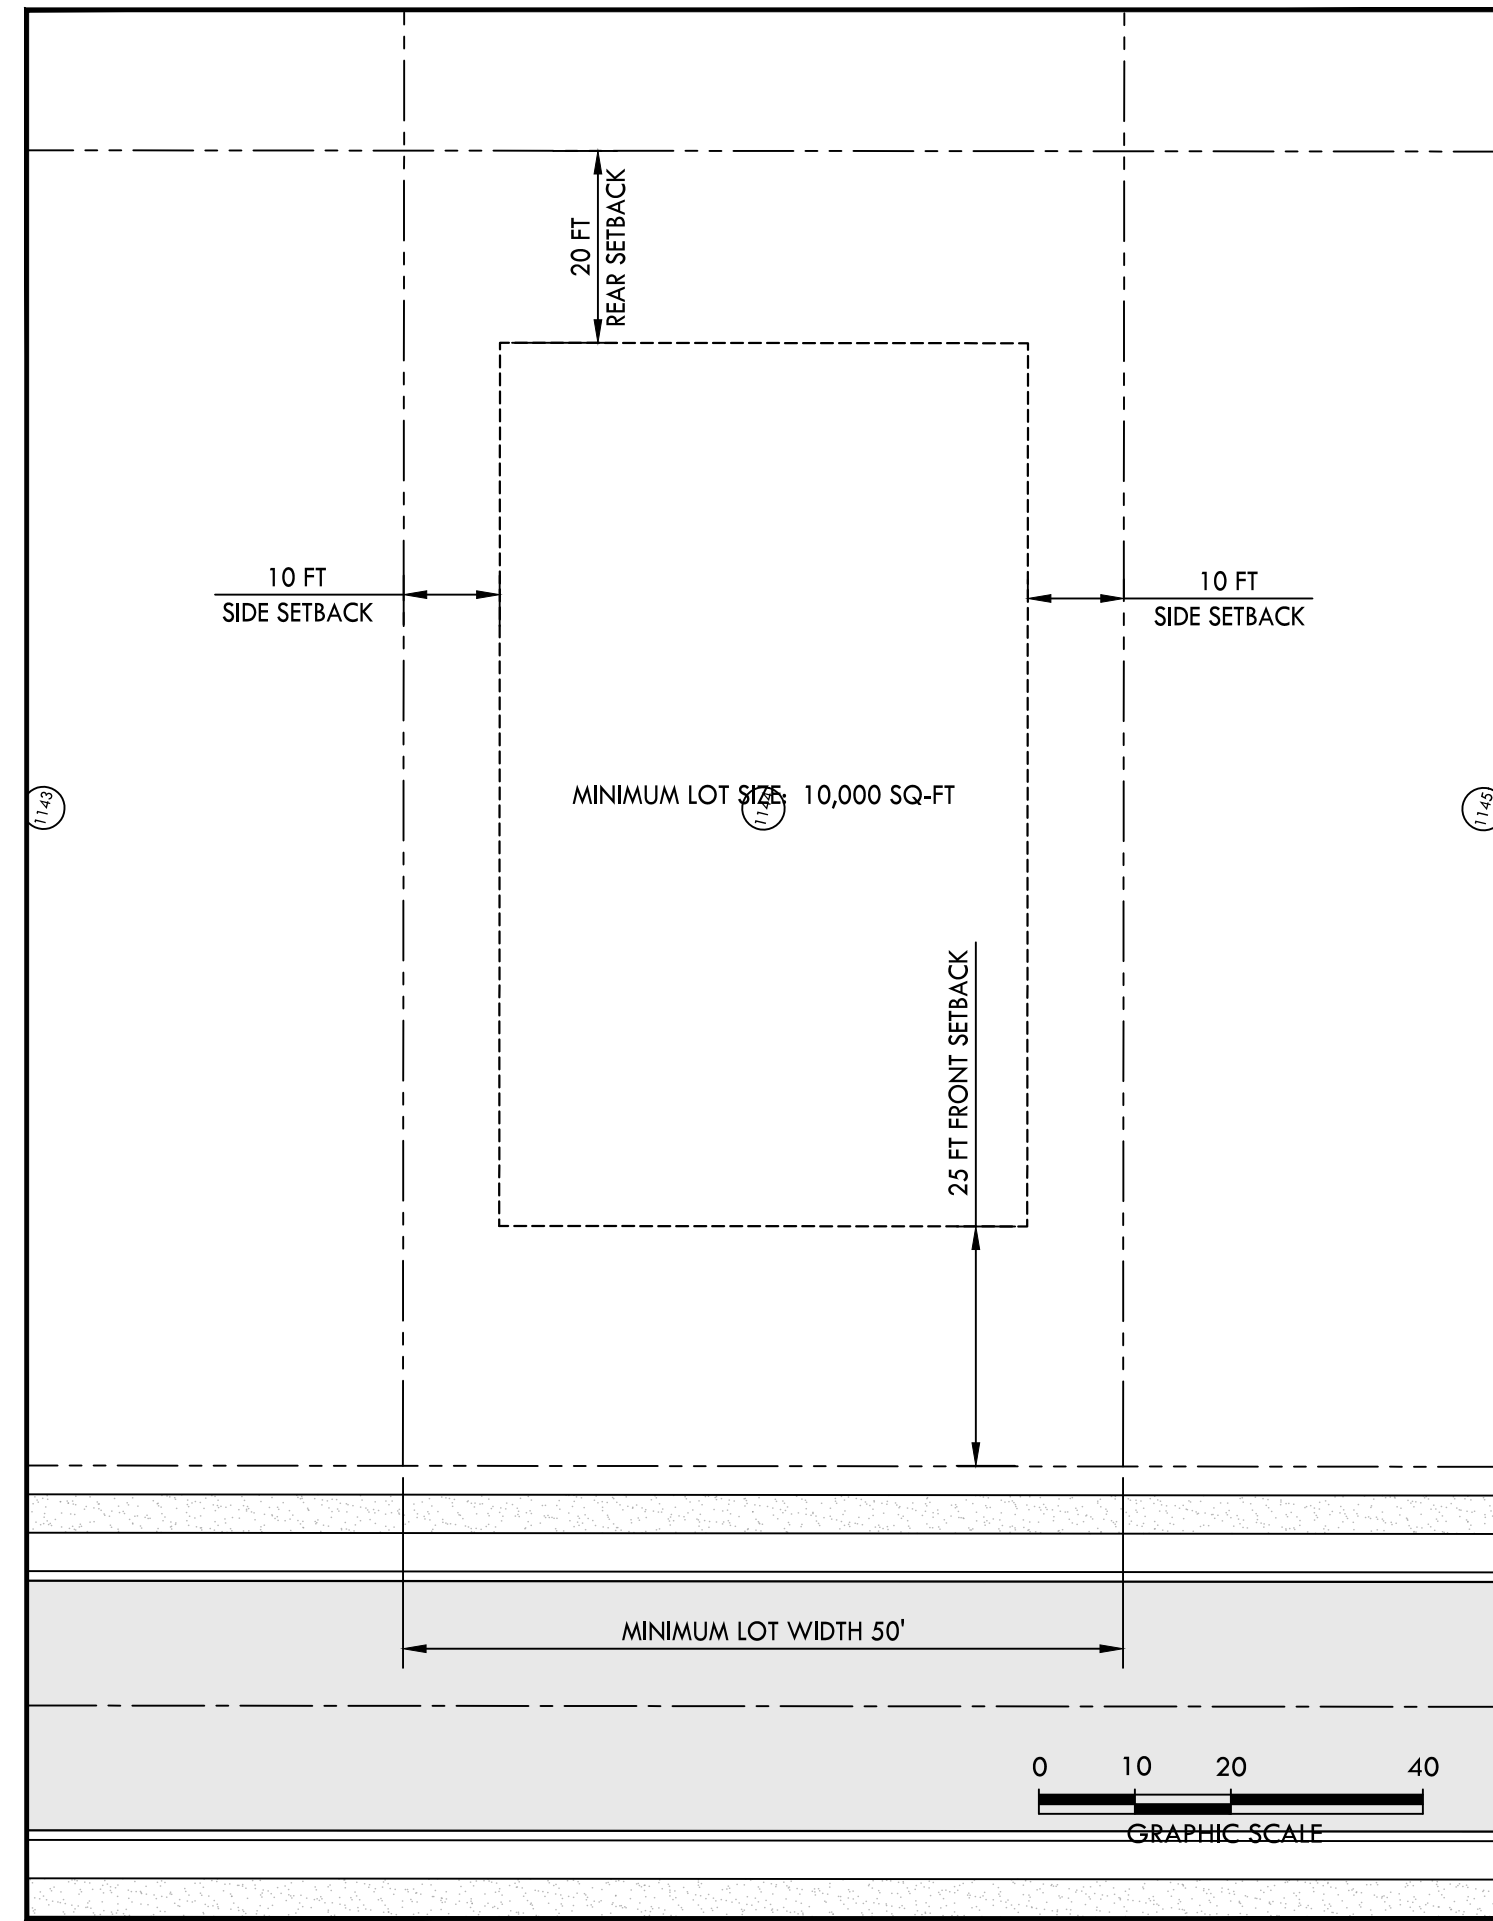 20 FT
REAR SETBACK
10 FT
SIDE SETBACK
10 FT
SIDE SETBACK
MINIMUM LOT SIZE: 10,000 SQ-FT
1143
1145
25 FT FRONT SETBACK
MINIMUM LOT WIDTH 50'
0 10 20 40
GRAPHIC SCALE